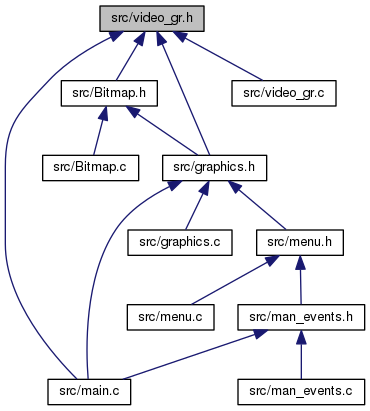 src/video_gr.h
src/Bitmap.h
src/video_gr.c
src/Bitmap.c
src/graphics.h
src/graphics.c
src/menu.h
src/menu.c
src/man_events.h
src/main.c
src/man_events.c